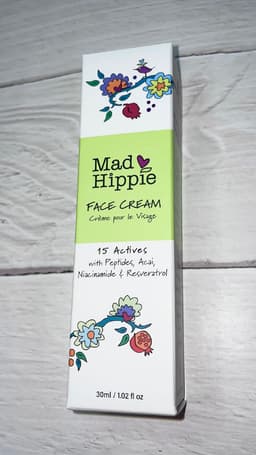 Mad
Hippie
FACE CREAM
Crème pour le Visage
15 Actives
with Peptides, Acai,
Niacinamide & Resveratrol
30ml / 1.02 fl oz